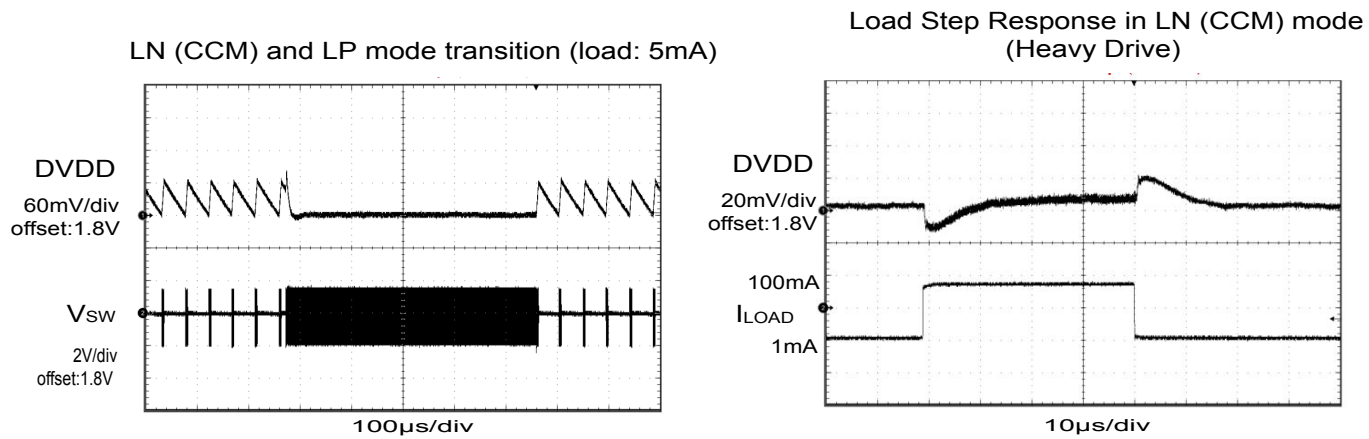 LN (CCM) and LP mode transition (load: 5mA)
DVDD
60mV/div
offset:1.8V
VSW
2V/div
offset:1.8V
100µs/div
Load Step Response in LN (CCM) mode
(Heavy Drive)
DVDD
20mV/div
offset:1.8V
100mA
ILOAD
1mA
10µs/div